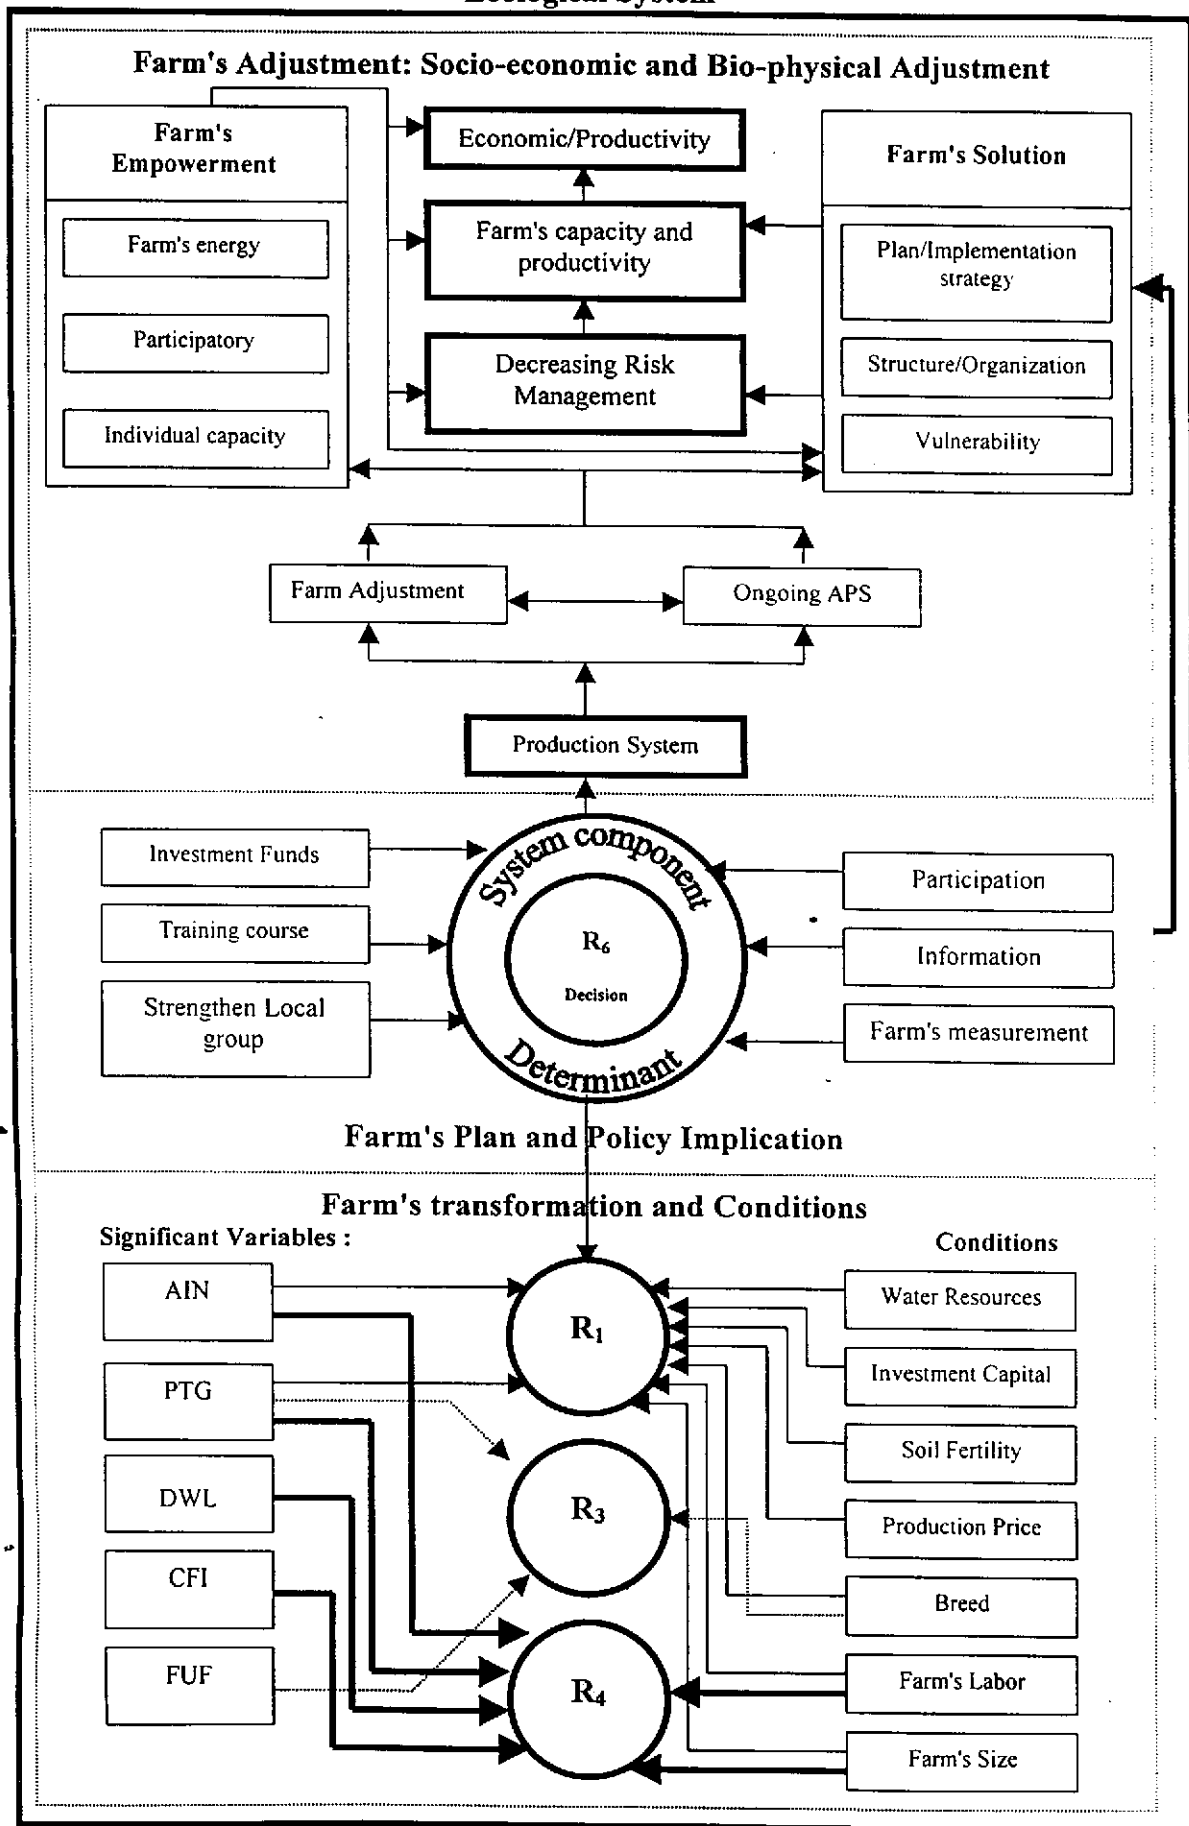 Ecological System
Farm's Adjustment: Socio-economic and Bio-physical Adjustment
Farm's
Empowerment
Farm's energy
Participatory
Individual capacity
Economic/Productivity
Farm's capacity and
productivity
Decreasing Risk
Management
Farm's Solution
Plan/Implementation
strategy
Structure/Organization
Vulnerability
Farm Adjustment
Ongoing APS
Production System
Investment Funds
Training course
Strengthen Local
group
System component
R6
Decision
Determinant
Participation
Information
Farm's measurement
Farm's Plan and Policy Implication
Farm's transformation and Conditions
Significant Variables :
AIN
PTG
DWL
CFI
FUF
R1
R3
R4
Conditions
Water Resources
Investment Capital
Soil Fertility
Production Price
Breed
Farm's Labor
Farm's Size